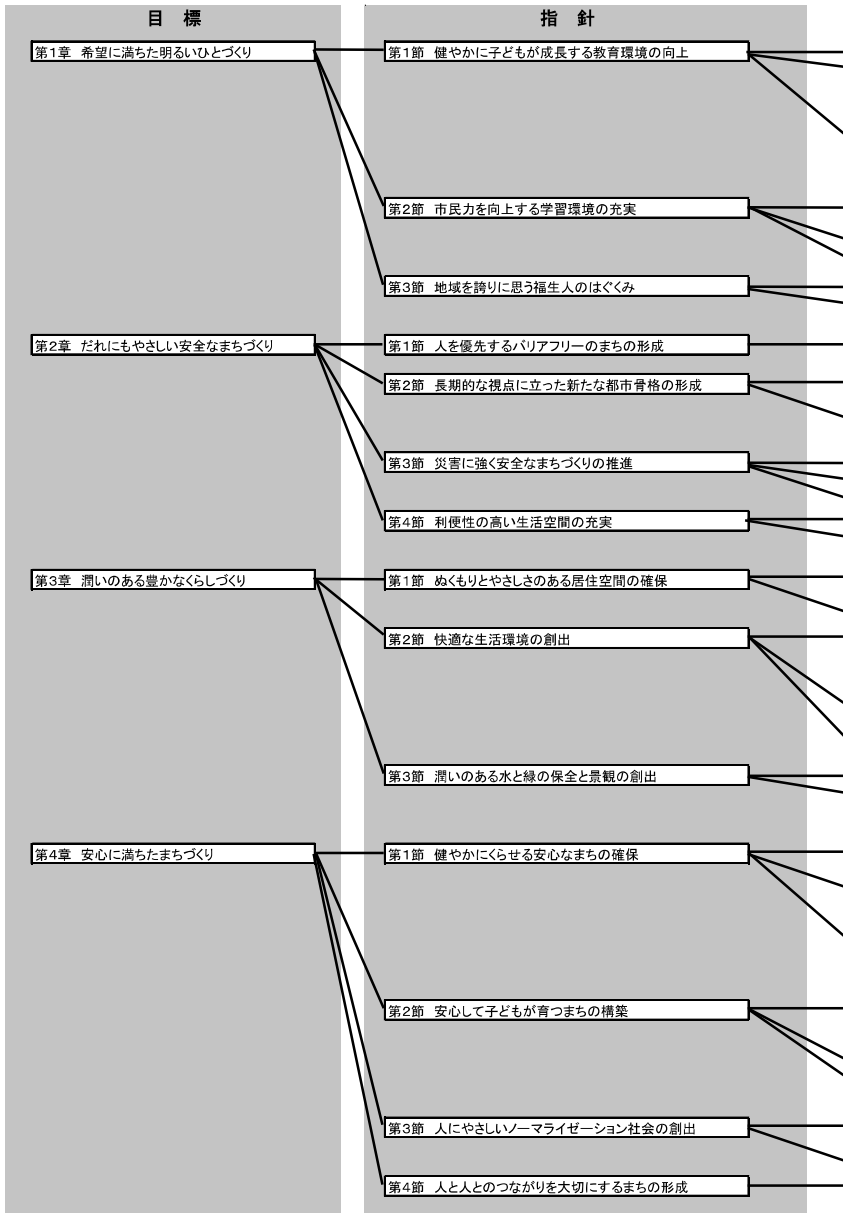 目 標
指 針
第1章 希望に満ちた明るいひとづくり
第1節 健やかに子どもが成長する教育環境の向上
第2節 市民力を向上する学習環境の充実
第3節 地域を誇りに思う福生人のはぐくみ
第2章 だれにもやさしい安全なまちづくり
第1節 人を優先するバリアフリーのまちの形成
第2節 長期的な視点に立った新たな都市骨格の形成
第3節 災害に強く安全なまちづくりの推進
第4節 利便性の高い生活空間の充実
第3章 潤いのある豊かなくらしづくり
第1節 ぬくもりとやさしさのある居住空間の確保
第2節 快適な生活環境の創出
第3節 潤いのある水と緑の保全と景観の創出
第4章 安心に満ちたまちづくり
第1節 健やかにくらせる安心なまちの確保
第2節 安心して子どもが育つまちの構築
第3節 人にやさしいノーマライゼーション社会の創出
第4節 人と人とのつながりを大切にするまちの形成